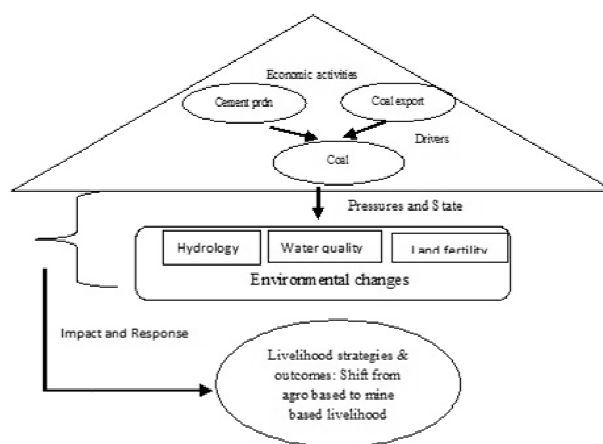 Economic activities
Cement prdn
Coal export
Drivers
Coal
Pressures and State
Hydrology
Water quality
Land fertility
Environmental changes
Impact and Response
Livelihood strategies &
outcomes: Shift from
agro based to mine
based livelihood